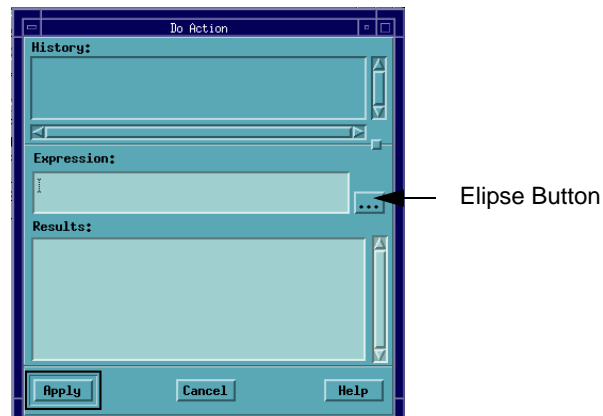 Do Action
History:
Expression:
...
Elipse Button
Results:
Apply Cancel Help